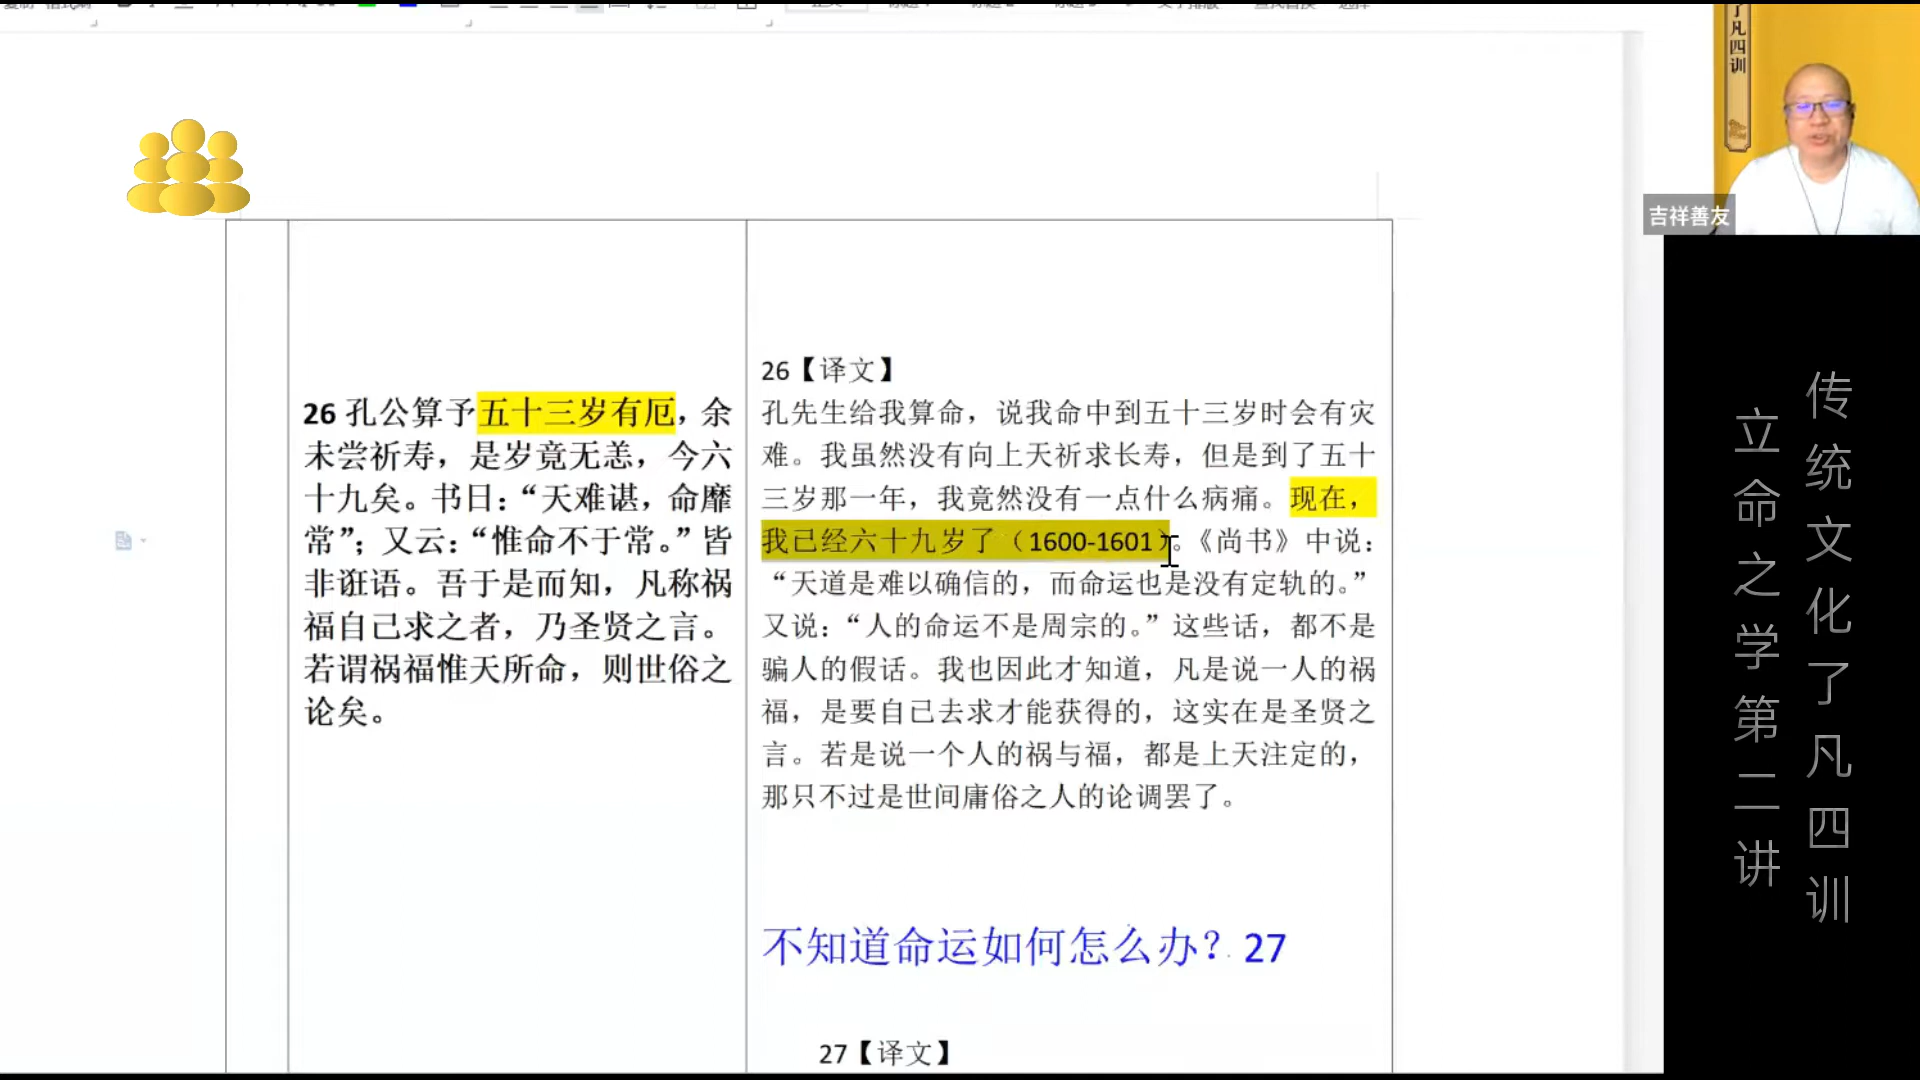 了凡四训
吉祥善友
26 孔公算予五十三岁有厄，余
未尝祈寿，是岁竟无恙，今六
十九矣。书曰：“天难谌，命靡
常”；又云：“惟命不于常。”皆
非诳语。吾于是而知，凡称祸
福自己求之者，乃圣贤之言。
若谓祸福惟天所命，则世俗之
论矣。
26【译文】
孔先生给我算命，说我命中到五十三岁时会有灾
难。我虽然没有向上天祈求长寿，但是到了五十
三岁那一年，我竟然没有一点什么病痛。现在，
我已经六十九岁了（1600-1601）。《尚书》中说：
“天道是难以确信的，而命运也是没有定轨的。”
又说：“人的命运不是周宗的。”这些话，都不是
骗人的假话。我也因此才知道，凡是说一人的祸
福，是要自己去求才能获得的，这实在是圣贤之
言。若是说一个人的祸与福，都是上天注定的，
那只不过是世间庸俗之人的论调罢了。
不知道命运如何怎么办？27
27【译文】
传统文化了凡四训
立命之学第二讲